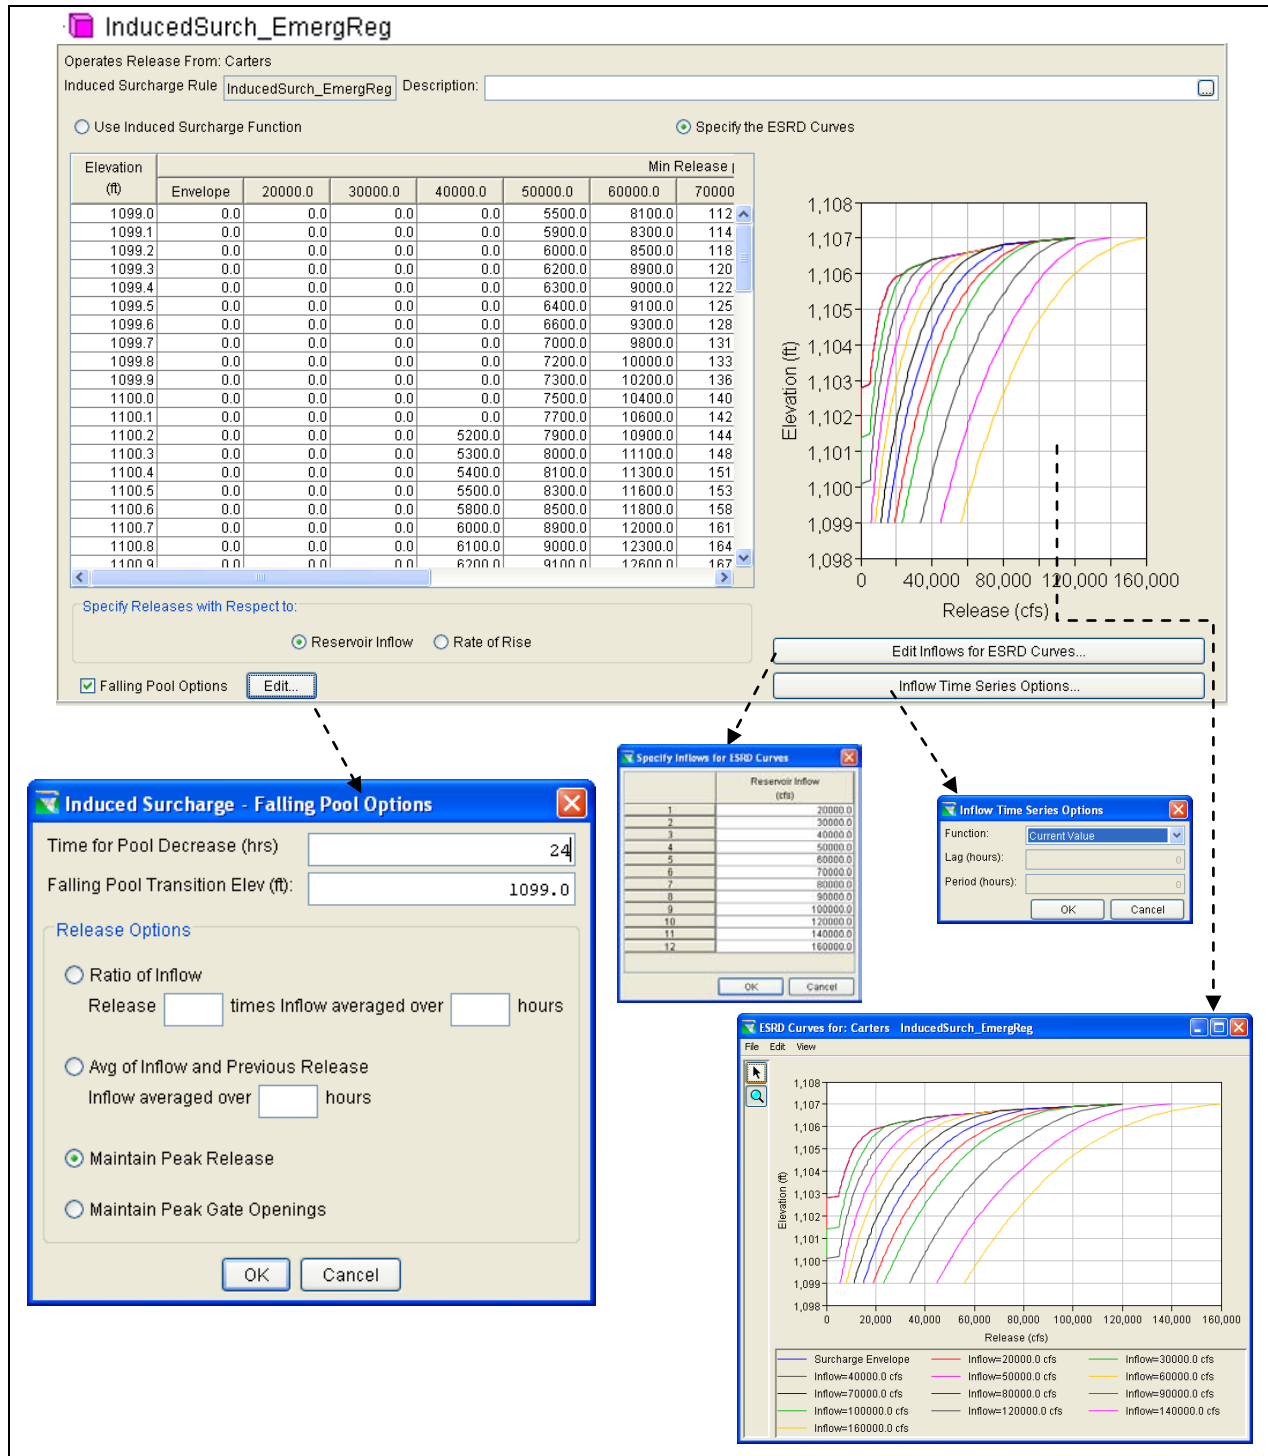 InducedSurch_EmergReg
Operates Release From: Carters
Induced Surcharge Rule InducedSurch_EmergReg Description: ...
Use Induced Surcharge Function Specify the ESRD Curves
Elevation Min Release p
(ft) Envelope 20000.0 30000.0 40000.0 50000.0 60000.0 70000
1099.0 0.0 0.0 0.0 0.0 5500.0 8100.0 112
1099.1 0.0 0.0 0.0 0.0 5900.0 8300.0 114
1099.2 0.0 0.0 0.0 0.0 6000.0 8500.0 118
1099.3 0.0 0.0 0.0 0.0 6200.0 8900.0 120
1099.4 0.0 0.0 0.0 0.0 6300.0 9000.0 122
1099.5 0.0 0.0 0.0 0.0 6400.0 9100.0 125
1099.6 0.0 0.0 0.0 0.0 6600.0 9300.0 128
1099.7 0.0 0.0 0.0 0.0 7000.0 9800.0 131
1099.8 0.0 0.0 0.0 0.0 7200.0 10000.0 133
1099.9 0.0 0.0 0.0 0.0 7300.0 10200.0 136
1100.0 0.0 0.0 0.0 0.0 7500.0 10400.0 140
1100.1 0.0 0.0 0.0 0.0 7700.0 10600.0 142
1100.2 0.0 0.0 0.0 5200.0 7900.0 10900.0 144
1100.3 0.0 0.0 0.0 5300.0 8000.0 11100.0 148
1100.4 0.0 0.0 0.0 5400.0 8100.0 11300.0 151
1100.5 0.0 0.0 0.0 5500.0 8300.0 11600.0 153
1100.6 0.0 0.0 0.0 5800.0 8500.0 11800.0 158
1100.7 0.0 0.0 0.0 6000.0 8900.0 12000.0 161
1100.8 0.0 0.0 0.0 6100.0 9000.0 12300.0 164
1100.9 0.0 0.0 0.0 6200.0 9100.0 12600.0 167
1,108
1,107
1,106
1,105
1,104
1,103
1,102
1,101
1,100
1,099
1,098
Elevation (ft)
0 40,000 80,000 120,000 160,000
Release (cfs)
Specify Releases with Respect to:
Reservoir Inflow Rate of Rise
Falling Pool Options Edit...
Edit Inflows for ESRD Curves...
Inflow Time Series Options...
Induced Surcharge - Falling Pool Options
Time for Pool Decrease (hrs) 24
Falling Pool Transition Elev (ft): 1099.0
Release Options
Ratio of Inflow
Release times Inflow averaged over hours
Avg of Inflow and Previous Release
Inflow averaged over hours
Maintain Peak Release
Maintain Peak Gate Openings
OK Cancel
Specify Inflows for ESRD Curves
Reservoir Inflow
(cfs)
1 20000.0
2 30000.0
3 40000.0
4 50000.0
5 60000.0
6 70000.0
7 80000.0
8 90000.0
9 100000.0
10 120000.0
11 140000.0
12 160000.0
OK Cancel
Inflow Time Series Options
Function: Current Value
Lag (hours): 0
Period (hours): 0
OK Cancel
ESRD Curves for: Carters InducedSurch_EmergReg
File Edit View
1,108
1,107
1,106
1,105
1,104
1,103
1,102
1,101
1,100
1,099
1,098
Elevation (ft)
0 20,000 40,000 60,000 80,000 100,000 120,000 140,000 160,000
Release (cfs)
Surcharge Envelope Inflow=20000.0 cfs Inflow=30000.0 cfs
Inflow=40000.0 cfs Inflow=50000.0 cfs Inflow=60000.0 cfs
Inflow=70000.0 cfs Inflow=80000.0 cfs Inflow=90000.0 cfs
Inflow=100000.0 cfs Inflow=120000.0 cfs Inflow=140000.0 cfs
Inflow=160000.0 cfs